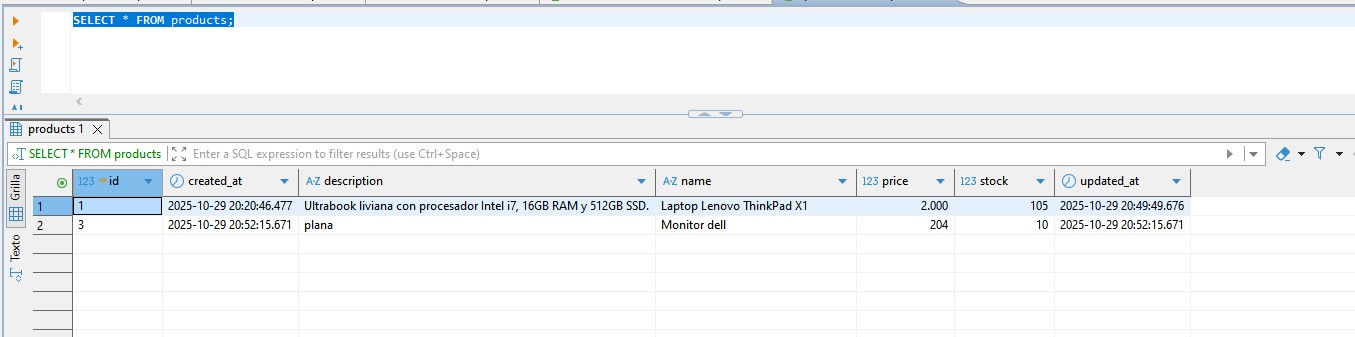 SELECT * FROM products;
products 1
SELECT * FROM products Enter a SQL expression to filter results (use Ctrl+Space)
Grilla
Texto
123 id created_at A-Z description A-Z name 123 price 123 stock updated_at
1 1 2025-10-29 20:20:46.477 Ultrabook liviana con procesador Intel i7, 16GB RAM y 512GB SSD. Laptop Lenovo ThinkPad X1 2.000 105 2025-10-29 20:49:49.676
2 3 2025-10-29 20:52:15.671 plana Monitor dell 204 10 2025-10-29 20:52:15.671